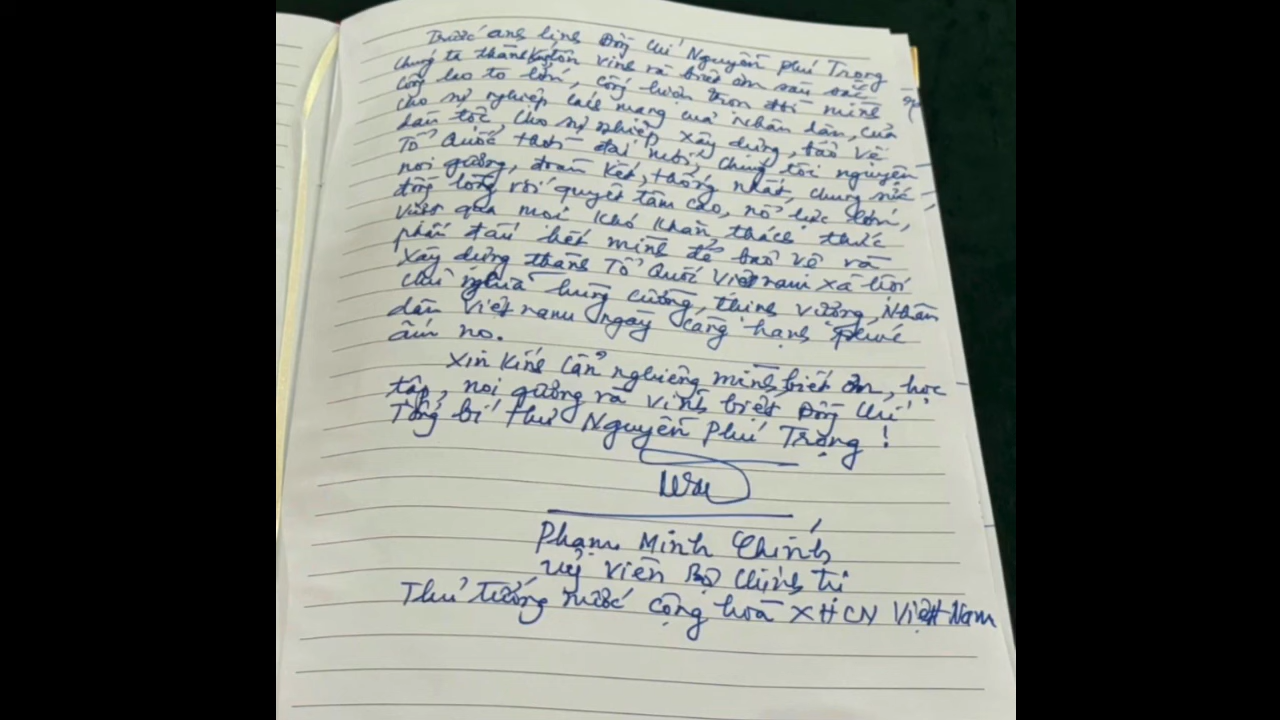 Trước anh linh Đồng chí Nguyễn Phú Trọng
chúng ta thành kính tôn vinh và biết ơn sâu sắc
công lao to lớn, cống hiến trọn đời mình
cho sự nghiệp cách mạng của Nhân dân, của
dân tộc, cho sự nghiệp xây dựng, bảo vệ
Tổ Quốc thời đại mới, chúng tôi nguyện
noi gương, đoàn kết, thống nhất, chung sức
đồng lòng với quyết tâm cao, nỗ lực lớn,
vượt qua mọi khó khăn thách thức
phấn đấu hết mình để bảo vệ và
xây dựng thành Tổ Quốc Việt nam xã hội
chủ nghĩa hùng cường, thịnh vượng, Nhân
dân Việt nam ngày càng hạnh phúc
ấm no.
Xin kính cẩn nghiêng mình, biết ơn, học
tập, noi gương và vĩnh biệt Đồng chí
Tổng bí thư Nguyễn Phú Trọng !
Phạm Minh Chính
Uỷ viên Bộ Chính trị
Thủ tướng nước cộng hoà XHCN Việt Nam